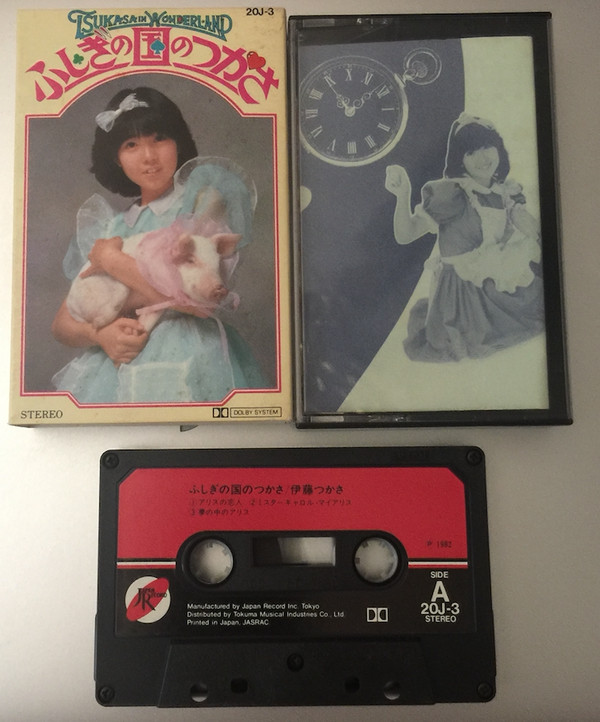 20J-3
TSUKASA IN WONDERLAND
ふしぎの国のつかさ
STEREO
DOLBY SYSTEM
ふしぎの国のつかさ/伊藤つかさ
1.アリスの恋人 2.ミスターキャロル・マイアリス
3.夢の中のアリス
℗ 1982
SIDE
A
20J-3
STEREO
JAPAN
RECORD
JR
Manufactured by Japan Record Inc. Tokyo
Distributed by Tokuma Musical Industries Co., Ltd.
Printed in Japan, JASRAC